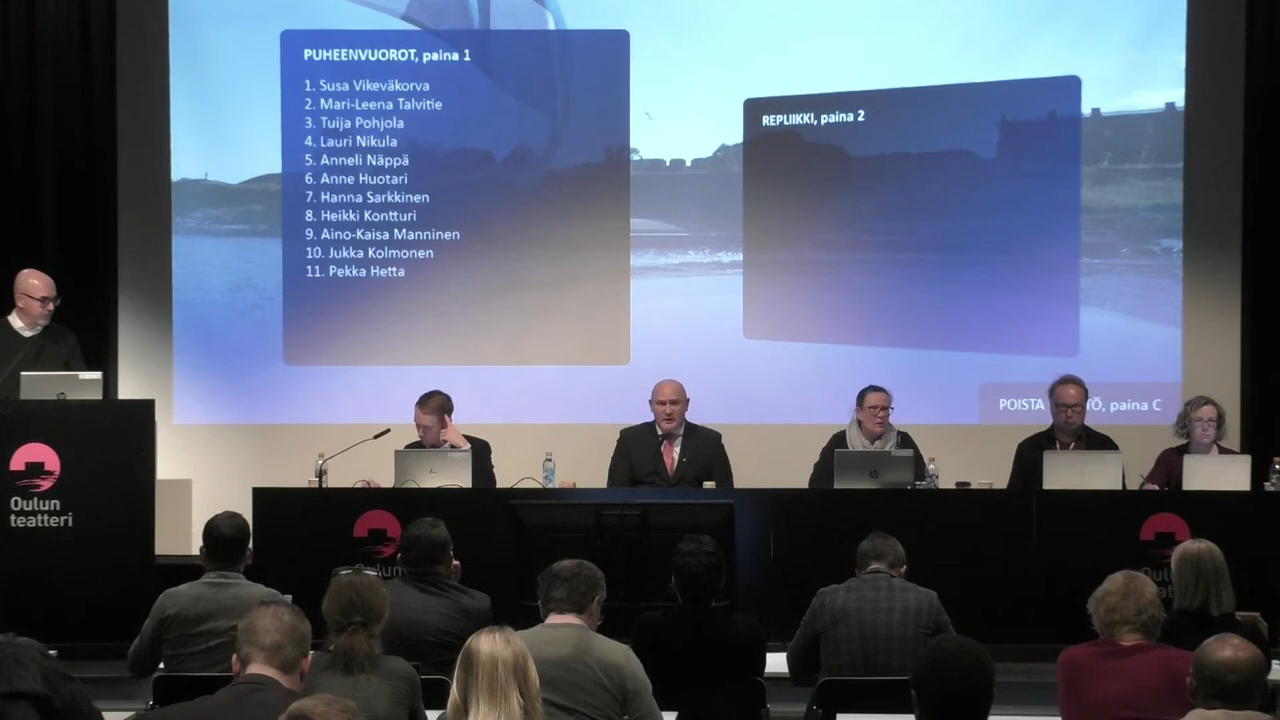 PUHEENVUOROT, paina 1
1. Susa Vikeväkorva
2. Mari-Leena Talvitie
3. Tuija Pohjola
4. Lauri Nikula
5. Anneli Näppä
6. Anne Huotari
7. Hanna Sarkkinen
8. Heikki Kontturi
9. Aino-Kaisa Manninen
10. Jukka Kolmonen
11. Pekka Hetta
REPLIIKKI, paina 2
POISTA TÖ, paina C
Oulun
teatteri
Oulun